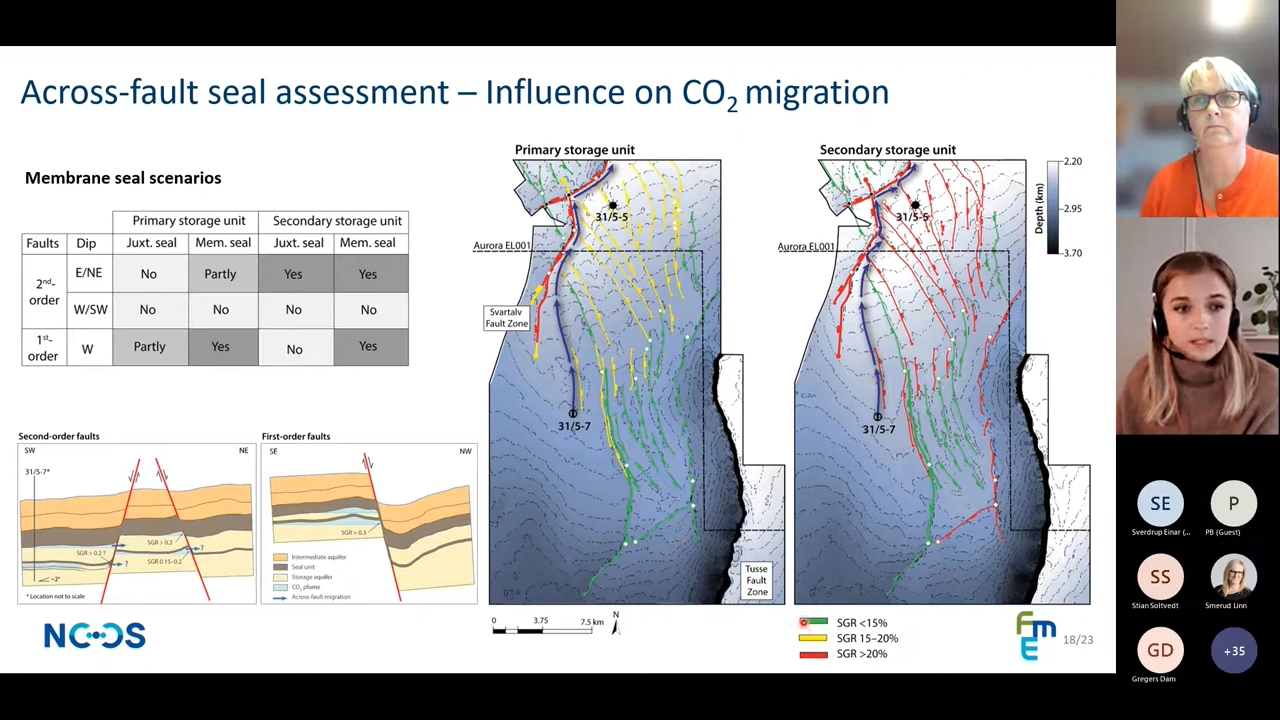 Across-fault seal assessment – Influence on CO2 migration
Membrane seal scenarios
Primary storage unit Secondary storage unit
Faults Dip Juxt. seal Mem. seal Juxt. seal Mem. seal
2nd-order E/NE No Partly Yes Yes
W/SW No No No No
1st-order W Partly Yes No Yes
Second-order faults
SW NE
31/5-7*
SGR > 0.2
SGR > 0.2 ?
?
SGR 0.15–0.2
?
~2°
* Location not to scale
First-order faults
SE NW
SGR > 0.3
Intermediate aquifer
Seal unit
Storage aquifer
CO2 plume
Across-fault migration
Primary storage unit
31/5-5
Aurora EL001
Svartalv
Fault Zone
31/5-7
Tusse
Fault
Zone
0 3.75 7.5 km
N
Secondary storage unit
31/5-5
Aurora EL001
31/5-7
Depth (km)
2.20
2.95
3.70
SGR <15%
SGR 15–20%
SGR >20%
NCCS
FME
18/23
SE
Sverdrup Einar (...
P
PB (Guest)
SS
Stian Soltvedt
Smerud Linn
GD
Gregers Dam
+35